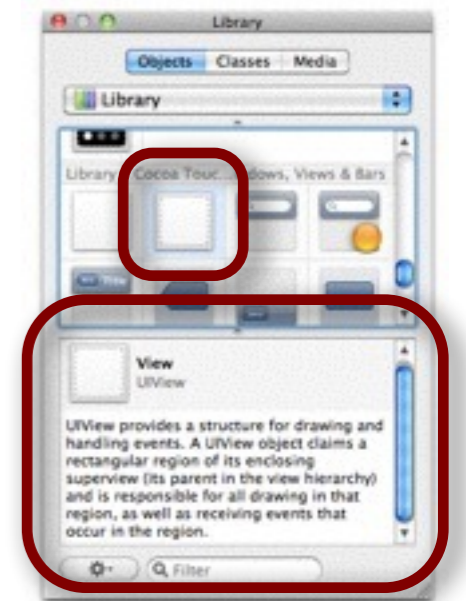 Library
Objects Classes Media
Library
Library Cocoa Touc... dows, Views & Bars
Title
View
UIView
UIView provides a structure for drawing and
handling events. A UIView object claims a
rectangular region of its enclosing
superview (its parent in the view hierarchy)
and is responsible for all drawing in that
region, as well as receiving events that
occur in the region.
Filter